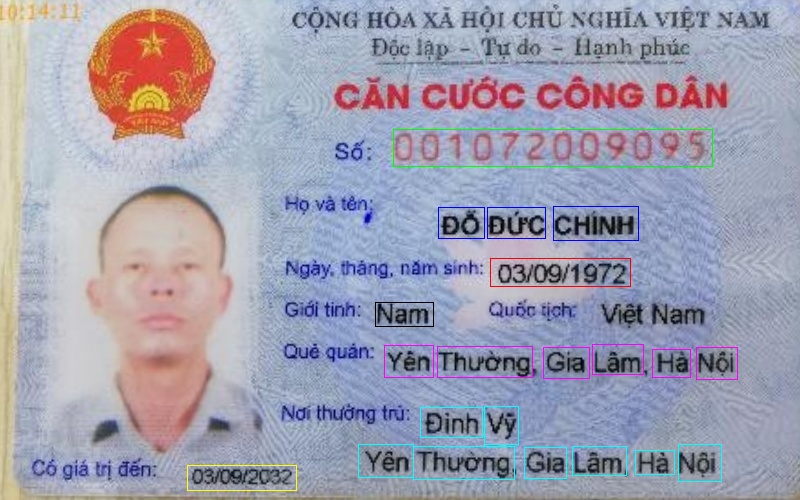 10:14:11
CỘNG HÒA XÃ HỘI CHỦ NGHĨA VIỆT NAM
Độc lập - Tự do - Hạnh phúc
CĂN CƯỚC CÔNG DÂN
Số: 001072009095
Họ và tên:
ĐỖ ĐỨC CHÍNH
Ngày, tháng, năm sinh: 03/09/1972
Giới tính: Nam Quốc tịch: Việt Nam
Quê quán: Yên Thường, Gia Lâm, Hà Nội
Nơi thường trú: Đình Vỹ
Yên Thường, Gia Lâm, Hà Nội
Có giá trị đến: 03/09/2032